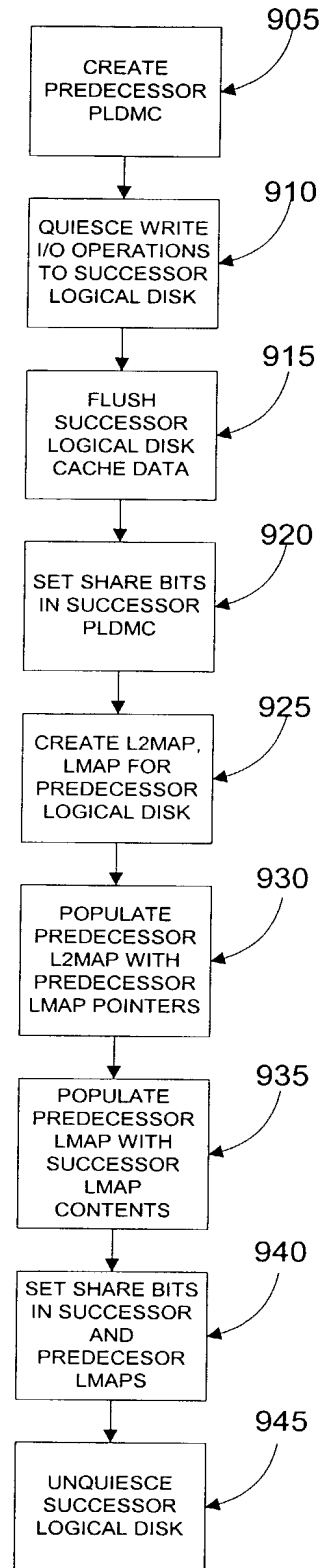 905
CREATE
PREDECESSOR
PLDMC
910
QUIESCE WRITE
I/O OPERATIONS
TO SUCCESSOR
LOGICAL DISK
915
FLUSH
SUCCESSOR
LOGICAL DISK
CACHE DATA
920
SET SHARE BITS
IN SUCCESSOR
PLDMC
925
CREATE L2MAP,
LMAP FOR
PREDECESSOR
LOGICAL DISK
930
POPULATE
PREDECESSOR
L2MAP WITH
PREDECESSOR
LMAP POINTERS
935
POPULATE
PREDECESSOR
LMAP WITH
SUCCESSOR
LMAP
CONTENTS
940
SET SHARE BITS
IN SUCCESSOR
AND
PREDECESOR
LMAPS
945
UNQUIESCE
SUCCESSOR
LOGICAL DISK